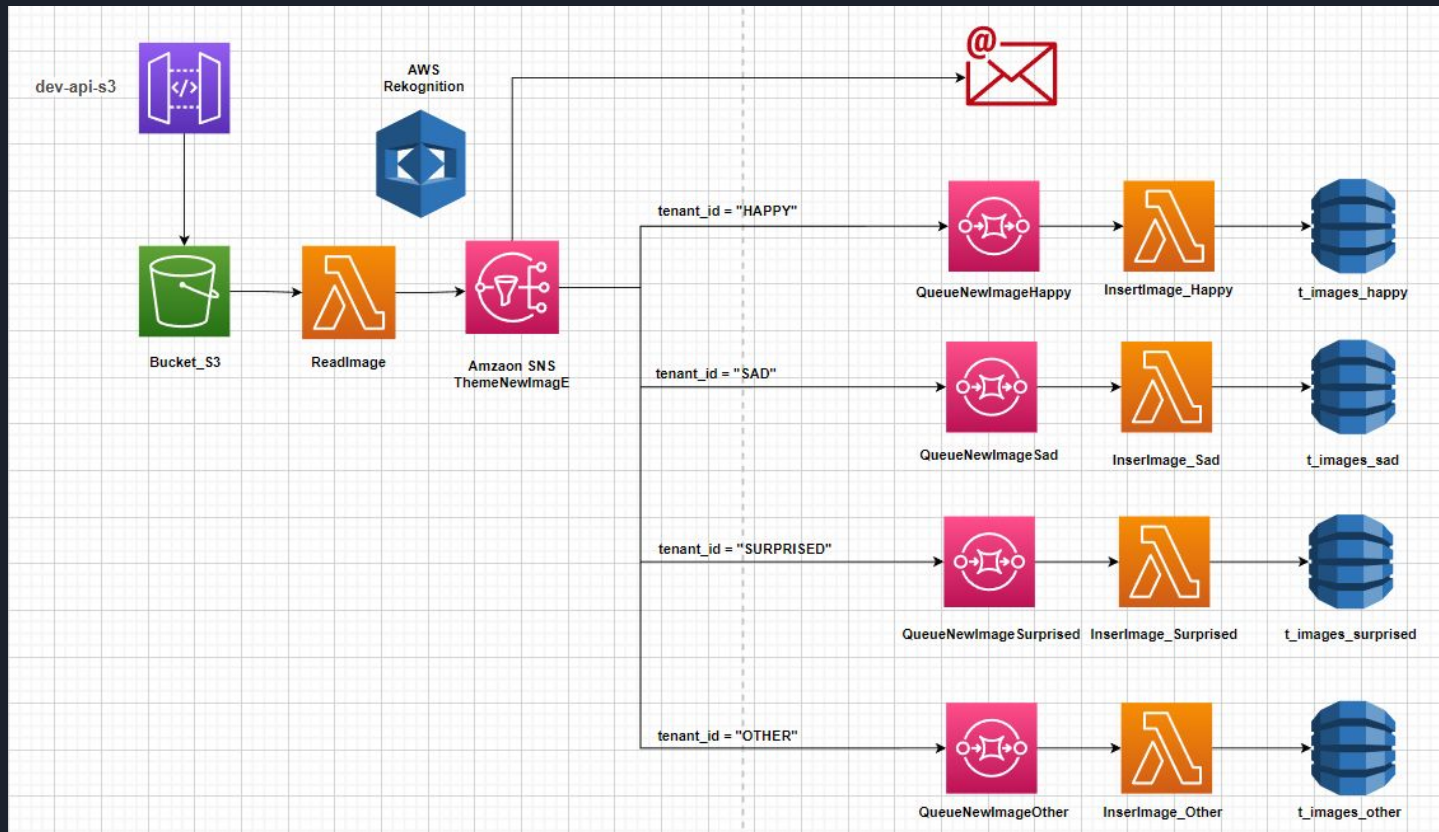 dev-api-s3
AWS
Rekognition
@
</>
tenant_id = "HAPPY"
QueueNewImageHappy
InsertImage_Happy
t_images_happy
Bucket_S3
ReadImage
Amzaon SNS
ThemeNewImagE
tenant_id = "SAD"
QueueNewImageSad
InserImage_Sad
t_images_sad
tenant_id = "SURPRISED"
QueueNewImageSurprised
InserImage_Surprised
t_images_surprised
tenant_id = "OTHER"
QueueNewImageOther
InserImage_Other
t_images_other